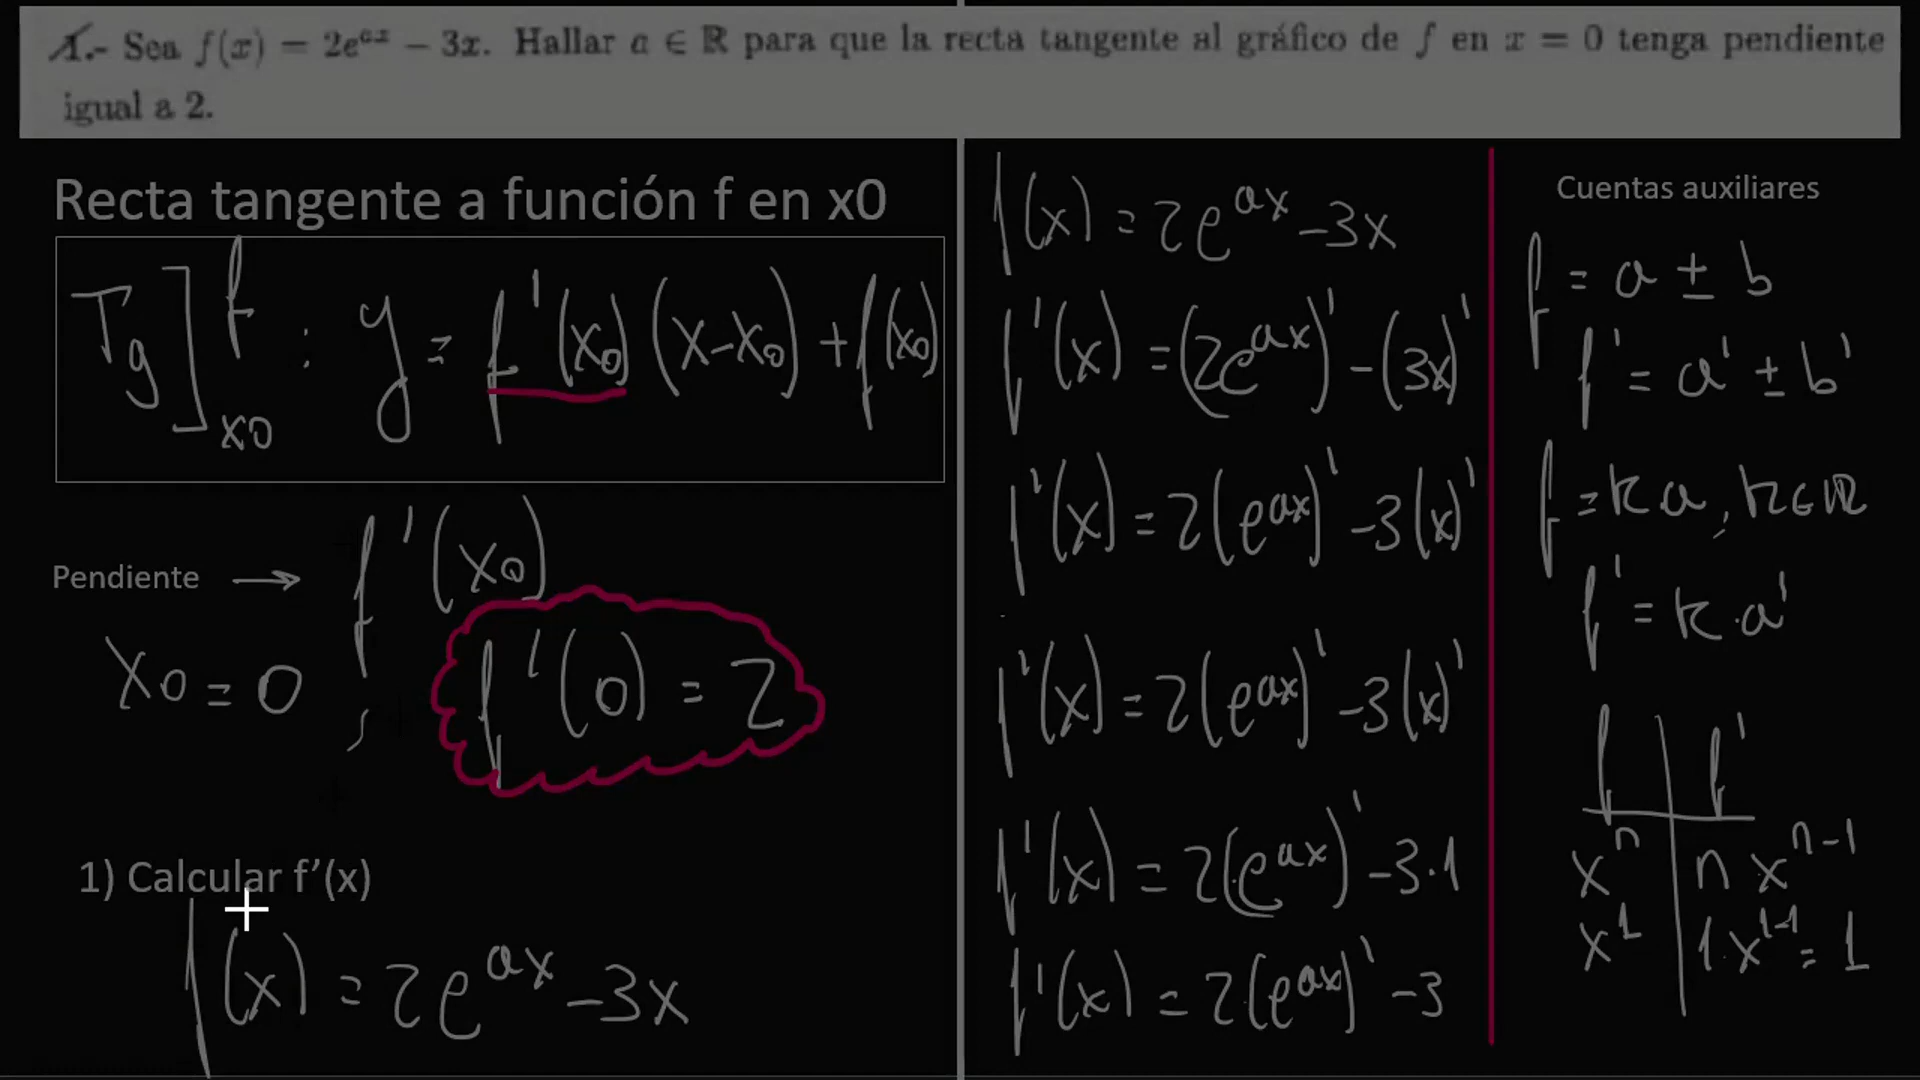 1.- Sea f(x) = 2e^{ax} − 3x. Hallar a ∈ ℝ para que la recta tangente al gráfico de f en x = 0 tenga pendiente
igual a 2.
Recta tangente a función f en x0
Tg]_{x0}^{f} : y = f'(x0)(x-x0)+f(x0)
Pendiente → f'(x0)
x0 = 0 ; f'(0) = 2
1) Calcular f’(x)
f(x) = 2e^{ax} -3x
f(x) = 2e^{ax} -3x
f'(x) = (2e^{ax})' -(3x)'
f'(x) = 2(e^{ax})' -3(x)'
f'(x) = 2(e^{ax})' -3(x)'
f'(x) = 2(e^{ax})' -3·1
f'(x) = 2·(e^{ax})' -3
Cuentas auxiliares
f = a ± b
f' = a' ± b'
f = k a, k∈ℝ
f' = k·a'
f | f'
x^n | n x^{n-1}
x^1 | 1·x^{1-1} = 1